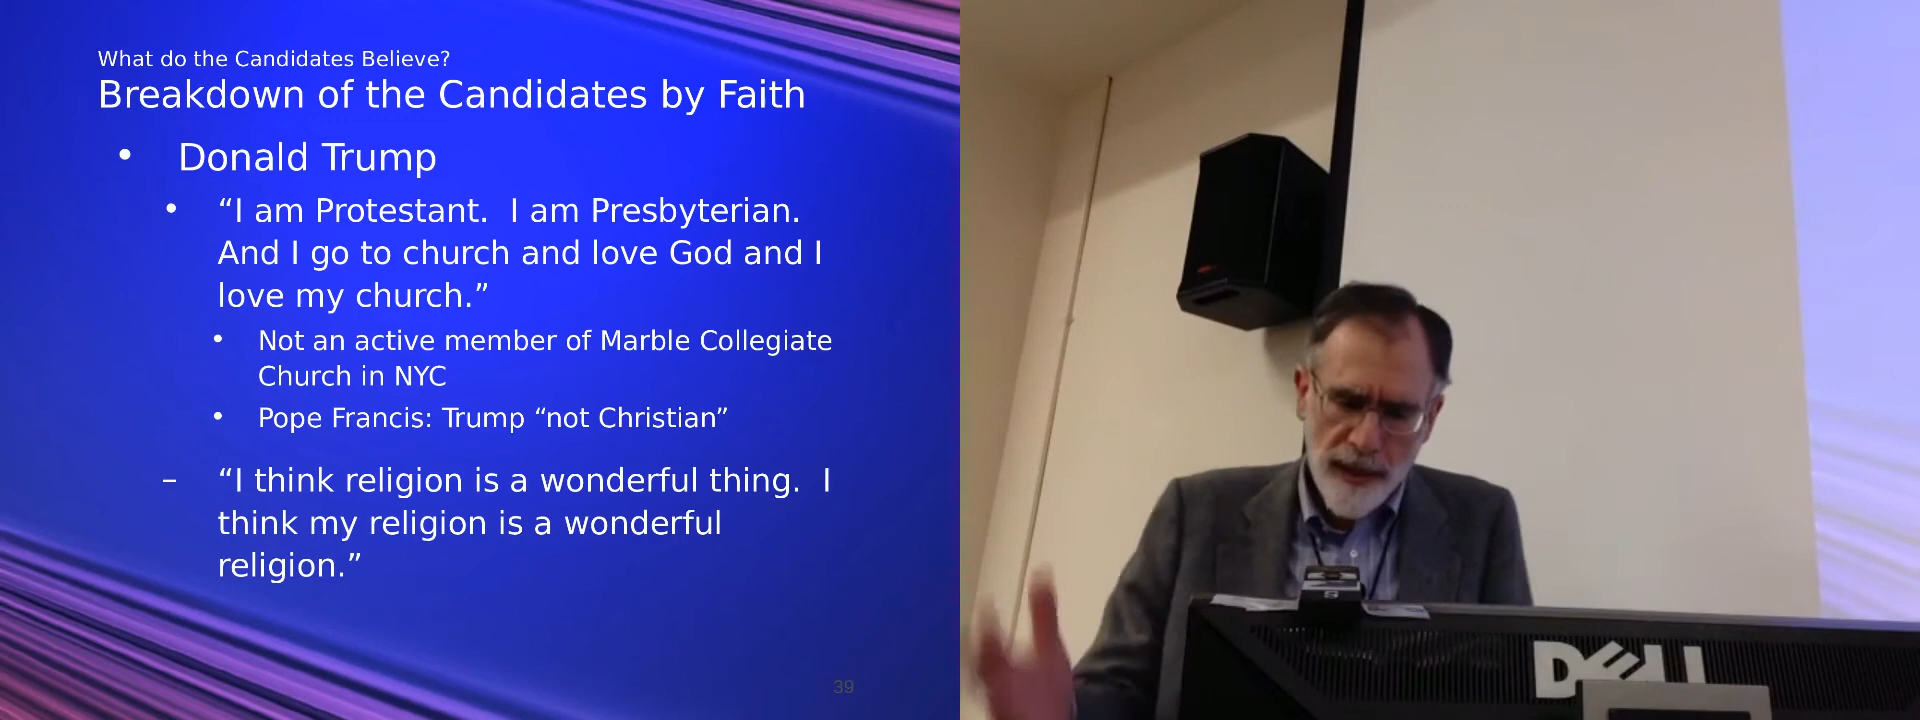 What do the Candidates Believe?
Breakdown of the Candidates by Faith
• Donald Trump
• “I am Protestant.  I am Presbyterian.
And I go to church and love God and I
love my church.”
• Not an active member of Marble Collegiate
Church in NYC
• Pope Francis: Trump “not Christian”
– “I think religion is a wonderful thing.  I
think my religion is a wonderful
religion.”
39
DELL